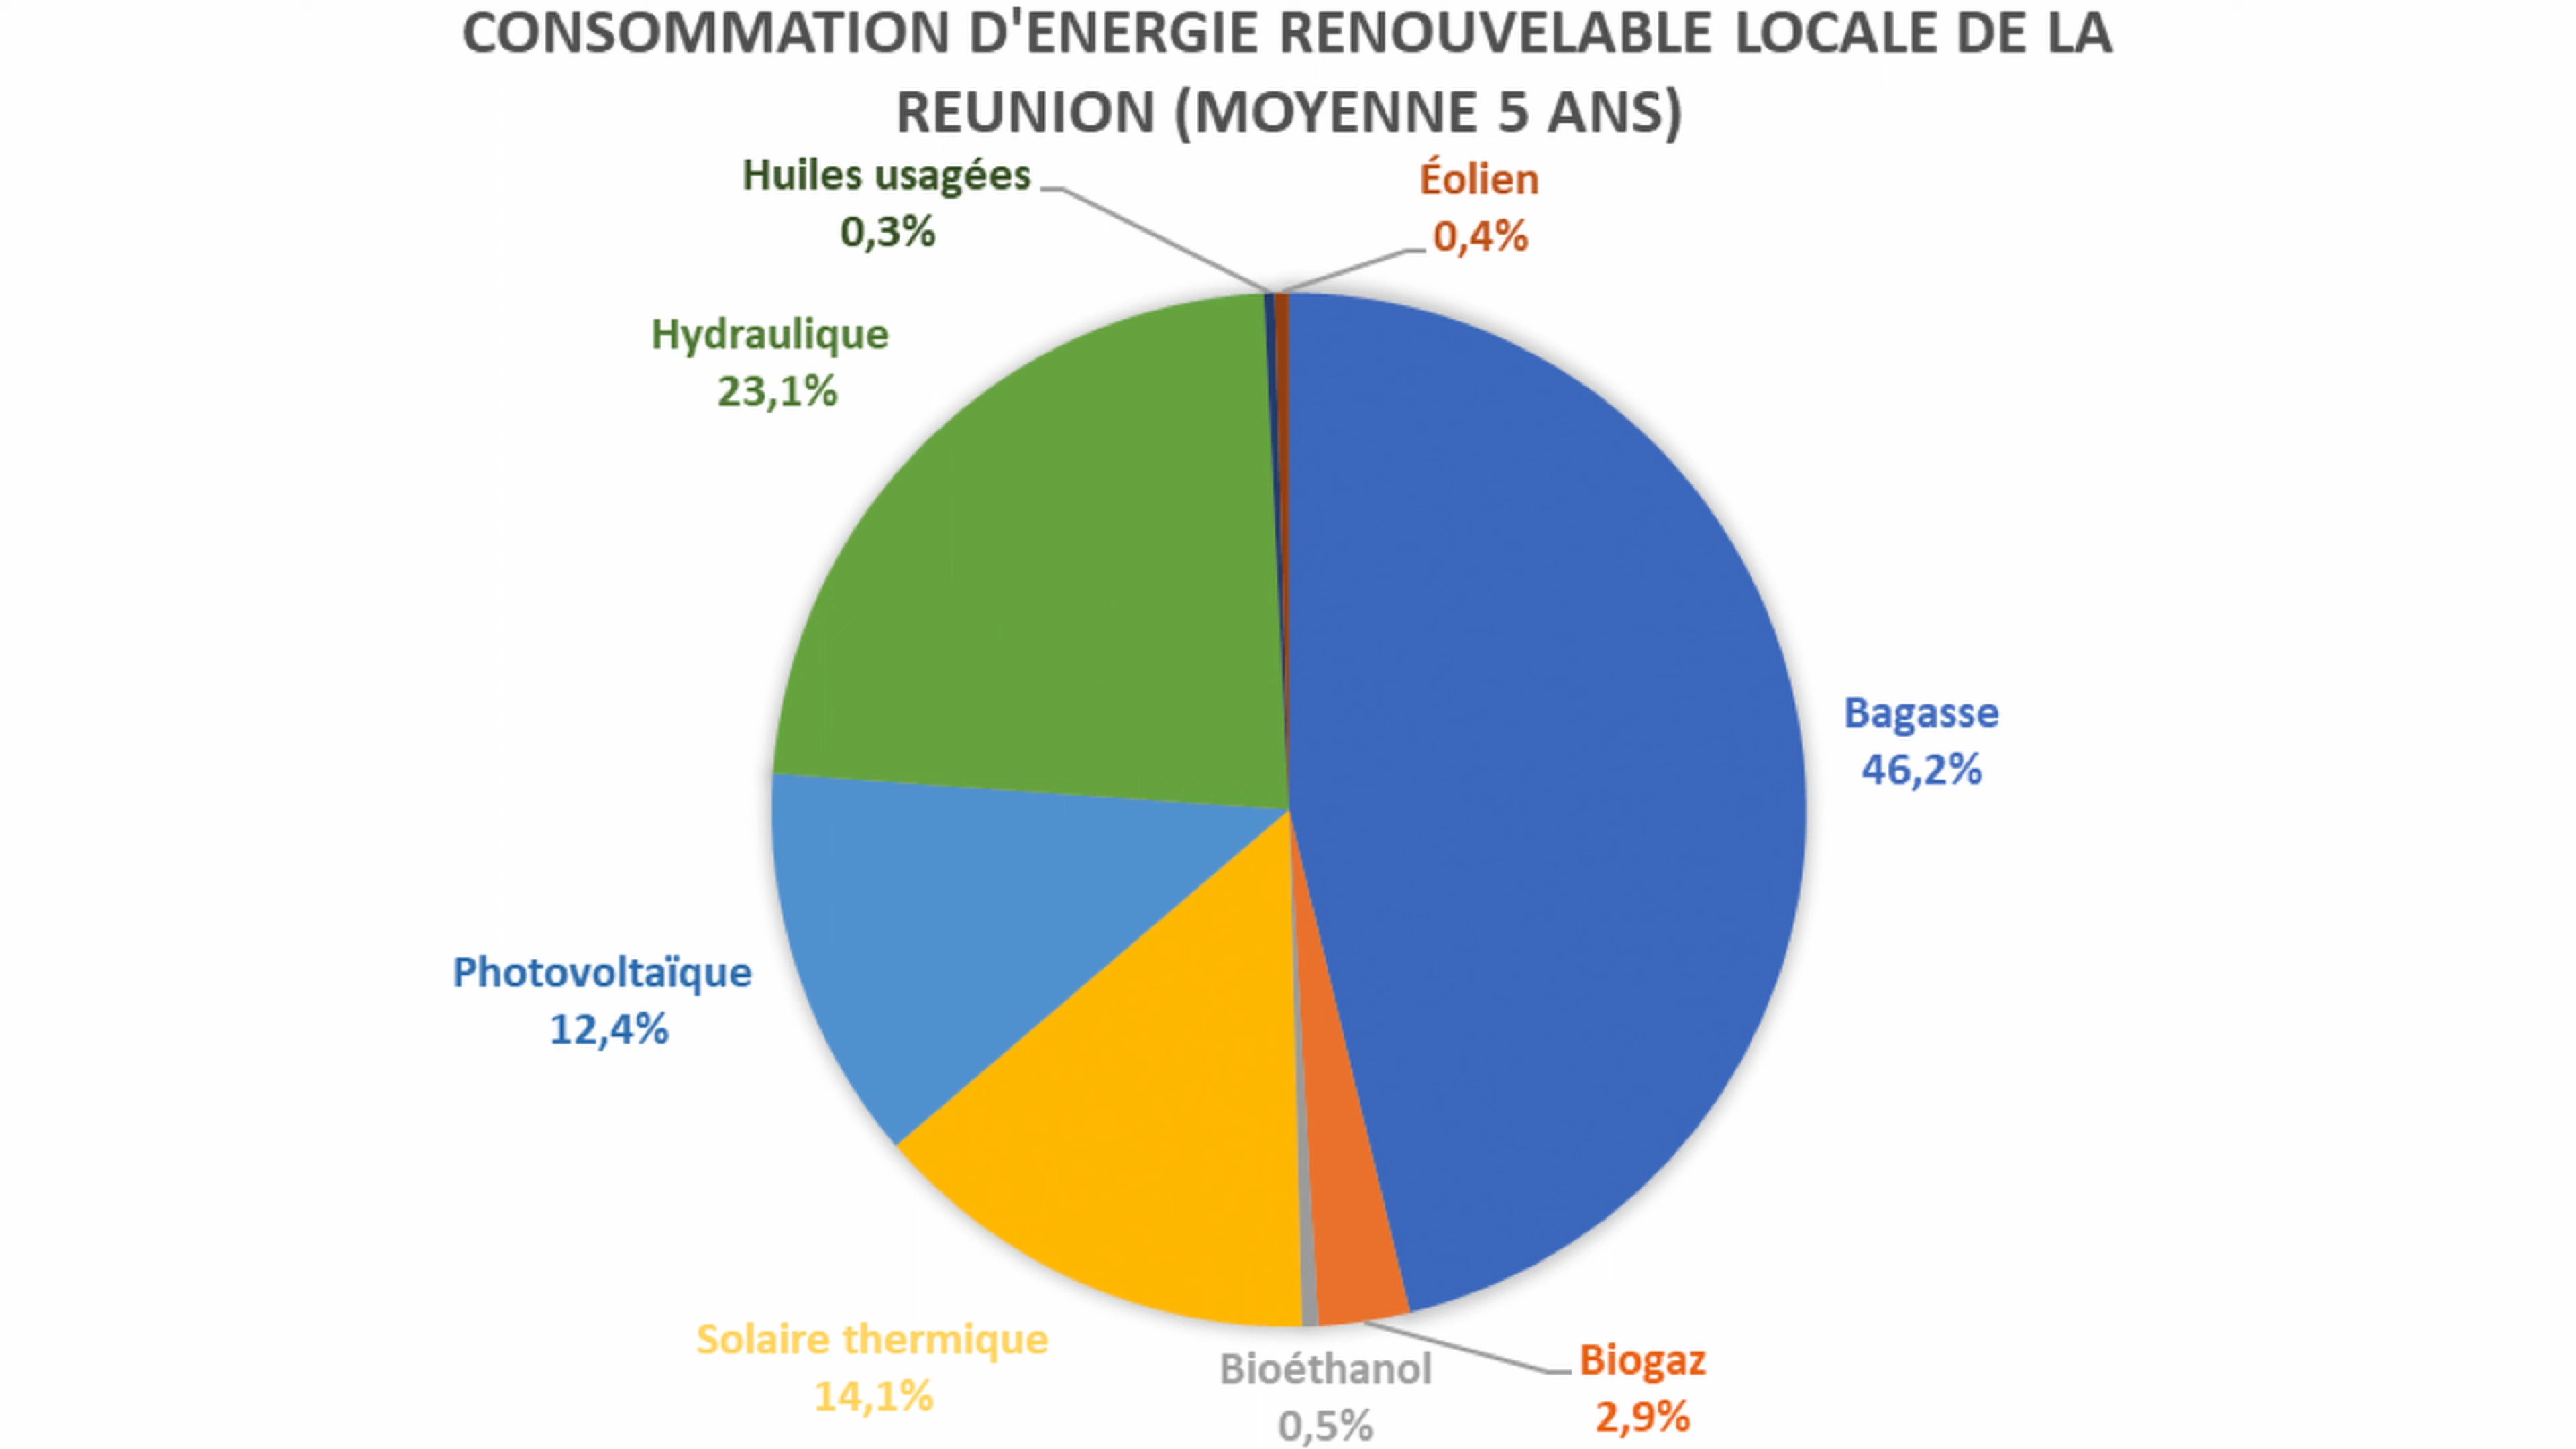 CONSOMMATION D'ENERGIE RENOUVELABLE LOCALE DE LA
REUNION (MOYENNE 5 ANS)
Huiles usagées
0,3%
Éolien
0,4%
Hydraulique
23,1%
Bagasse
46,2%
Photovoltaïque
12,4%
Solaire thermique
14,1%
Bioéthanol
0,5%
Biogaz
2,9%